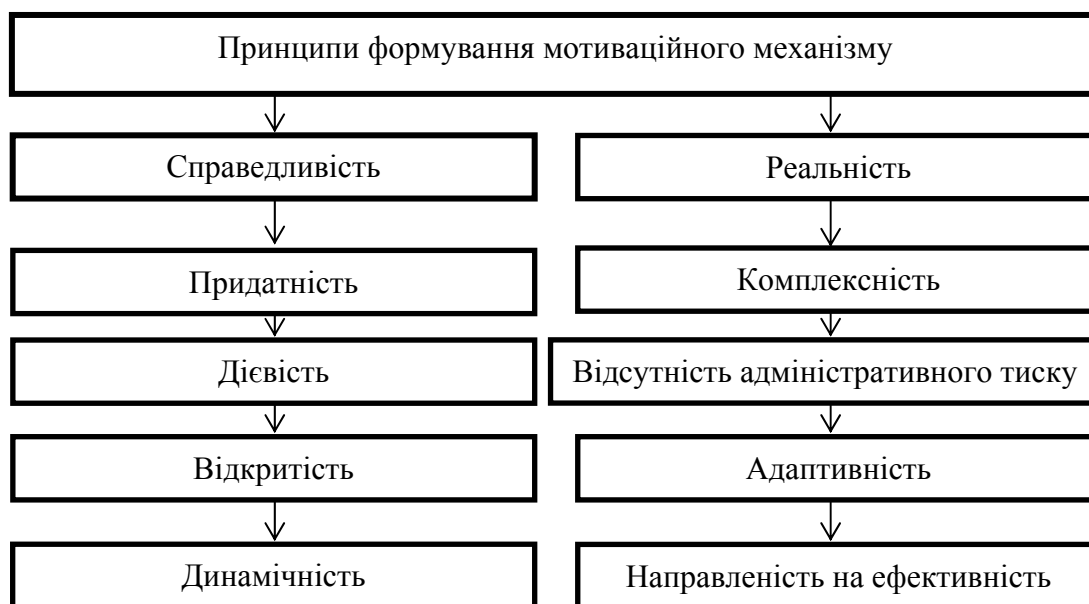 Принципи формування мотиваційного механізму
Справедливість
Реальність
Придатність
Комплексність
Дієвість
Відсутність адміністративного тиску
Відкритість
Адаптивність
Динамічність
Направленість на ефективність